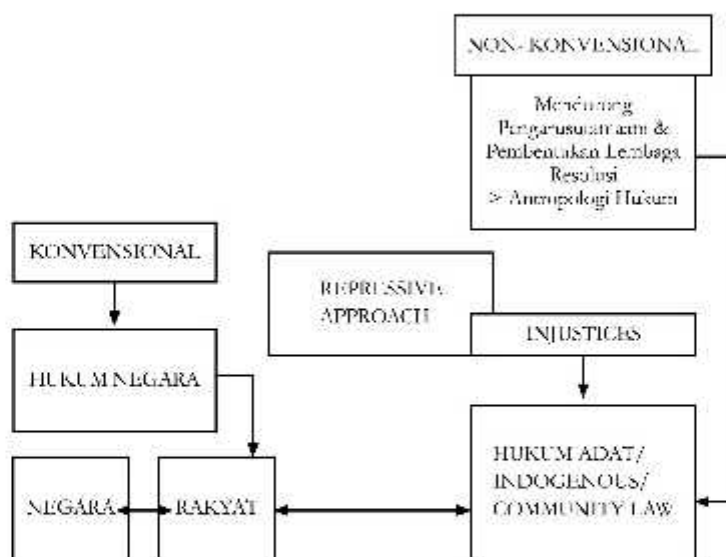 NON- KONVENSIONAL
Mendorong
Pengarusutamaan &
Pembentukan Lembaga
Resolusi
> Antropologi Hukum
KONVENSIONAL
REPRESSIVE
APPROACH
INJUSTICES
HUKUM NEGARA
HUKUM ADAT/
INDOGENOUS/
COMMUNITY LAW
NEGARA
RAKYAT